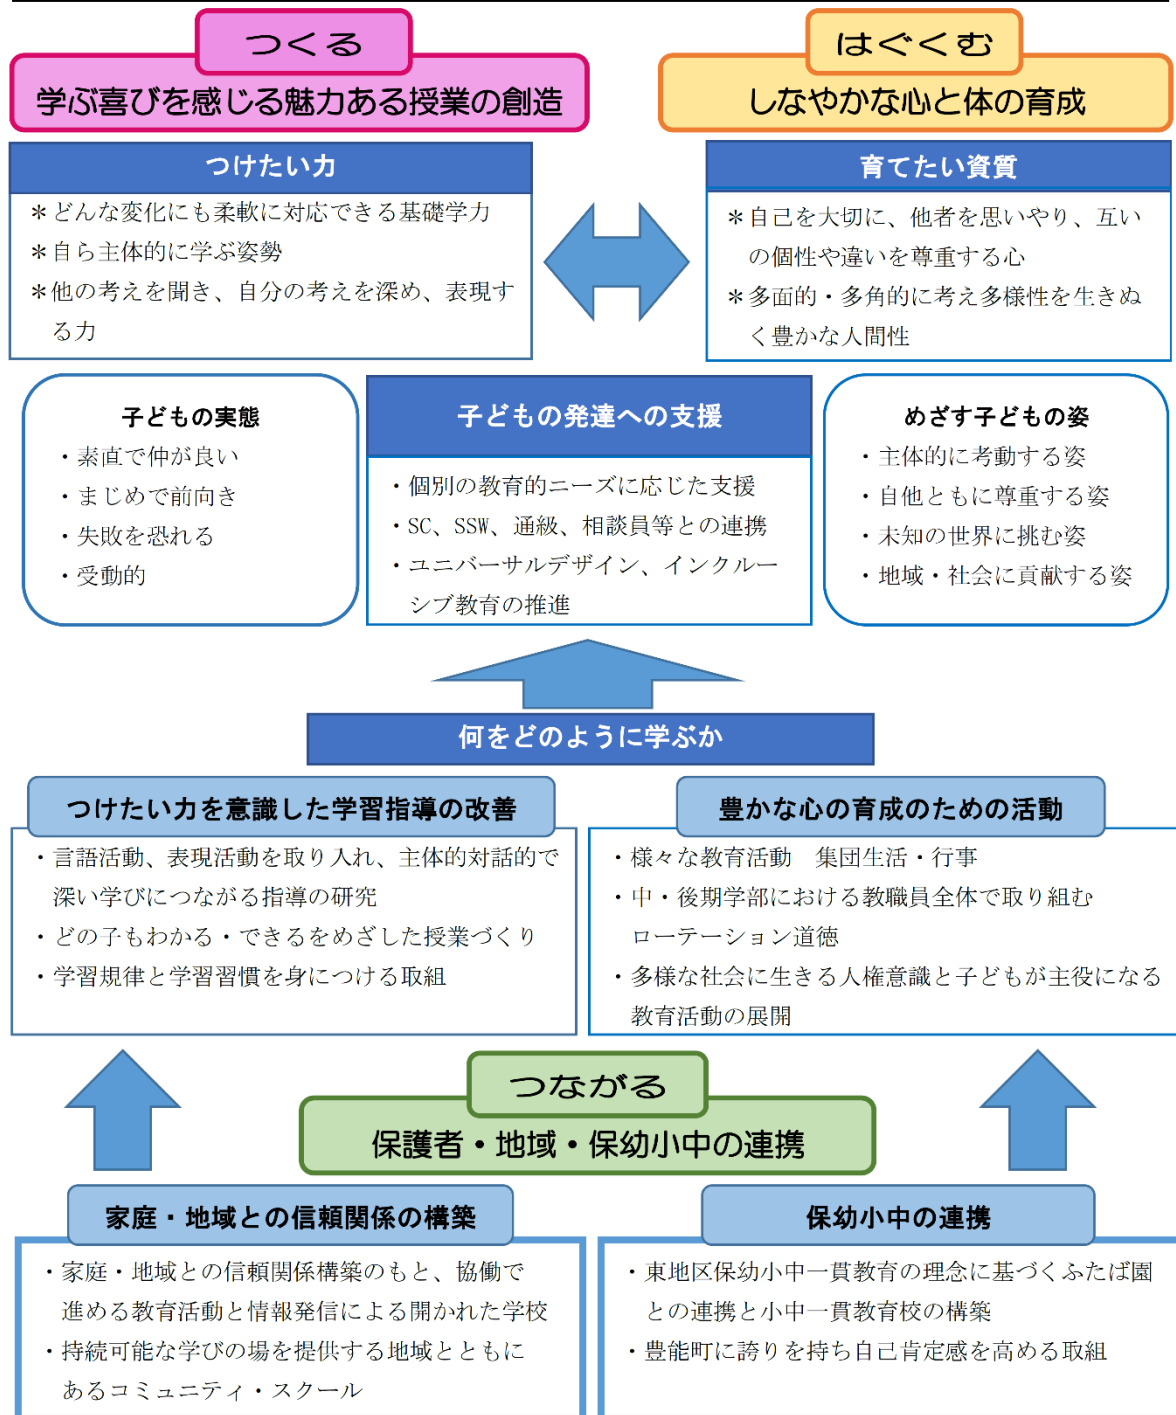 つくる
学ぶ喜びを感じる魅力ある授業の創造
はぐくむ
しなやかな心と体の育成
つけたい力
＊どんな変化にも柔軟に対応できる基礎学力
＊自ら主体的に学ぶ姿勢
＊他の考えを聞き、自分の考えを深め、表現す
る力
育てたい資質
＊自己を大切に、他者を思いやり、互い
の個性や違いを尊重する心
＊多面的・多角的に考え多様性を生きぬ
く豊かな人間性
子どもの実態
・素直で仲が良い
・まじめで前向き
・失敗を恐れる
・受動的
子どもの発達への支援
・個別の教育的ニーズに応じた支援
・SC、SSW、通級、相談員等との連携
・ユニバーサルデザイン、インクルー
シブ教育の推進
めざす子どもの姿
・主体的に考動する姿
・自他ともに尊重する姿
・未知の世界に挑む姿
・地域・社会に貢献する姿
何をどのように学ぶか
つけたい力を意識した学習指導の改善
・言語活動、表現活動を取り入れ、主体的対話的で
深い学びにつながる指導の研究
・どの子もわかる・できるをめざした授業づくり
・学習規律と学習習慣を身につける取組
豊かな心の育成のための活動
・様々な教育活動　集団生活・行事
・中・後期学部における教職員全体で取り組む
ローテーション道徳
・多様な社会に生きる人権意識と子どもが主役になる
教育活動の展開
つながる
保護者・地域・保幼小中の連携
家庭・地域との信頼関係の構築
・家庭・地域との信頼関係構築のもと、協働で
進める教育活動と情報発信による開かれた学校
・持続可能な学びの場を提供する地域とともに
あるコミュニティ・スクール
保幼小中の連携
・東地区保幼小中一貫教育の理念に基づくふたば園
との連携と小中一貫教育校の構築
・豊能町に誇りを持ち自己肯定感を高める取組